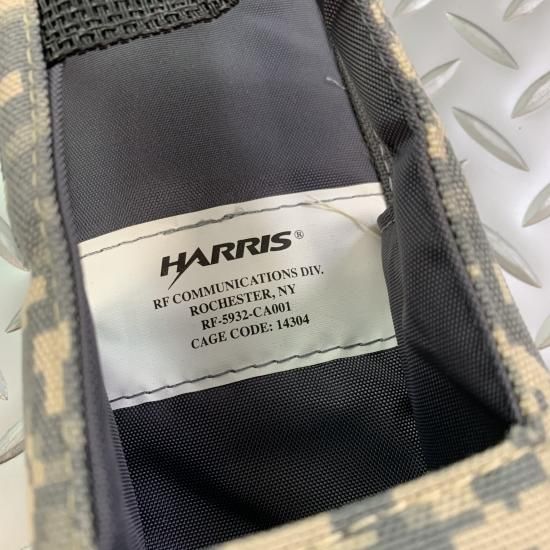 HARRIS®
RF COMMUNICATIONS DIV.
ROCHESTER, NY
RF-5932-CA001
CAGE CODE: 14304